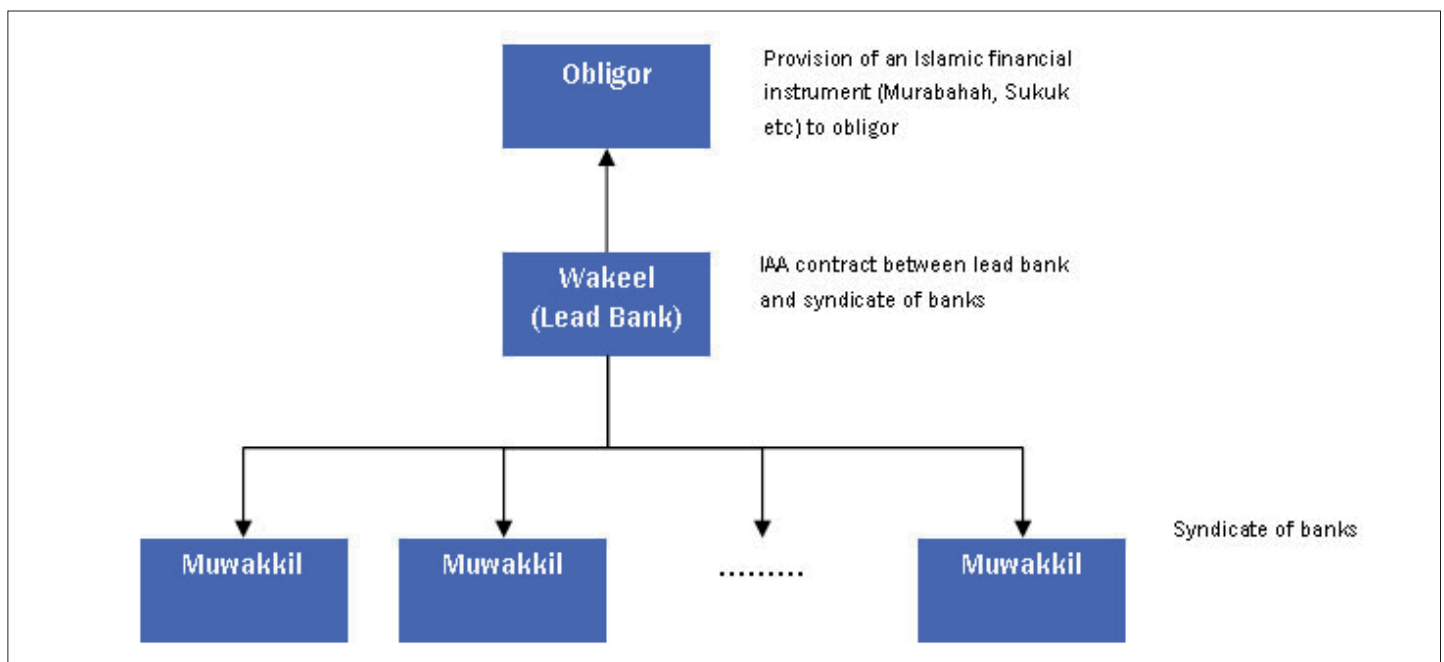 Obligor
Provision of an Islamic financial
instrument (Murabahah, Sukuk
etc) to obligor
Wakeel
(Lead Bank)
IAA contract between lead bank
and syndicate of banks
Syndicate of banks
Muwakkil
Muwakkil
.........
Muwakkil